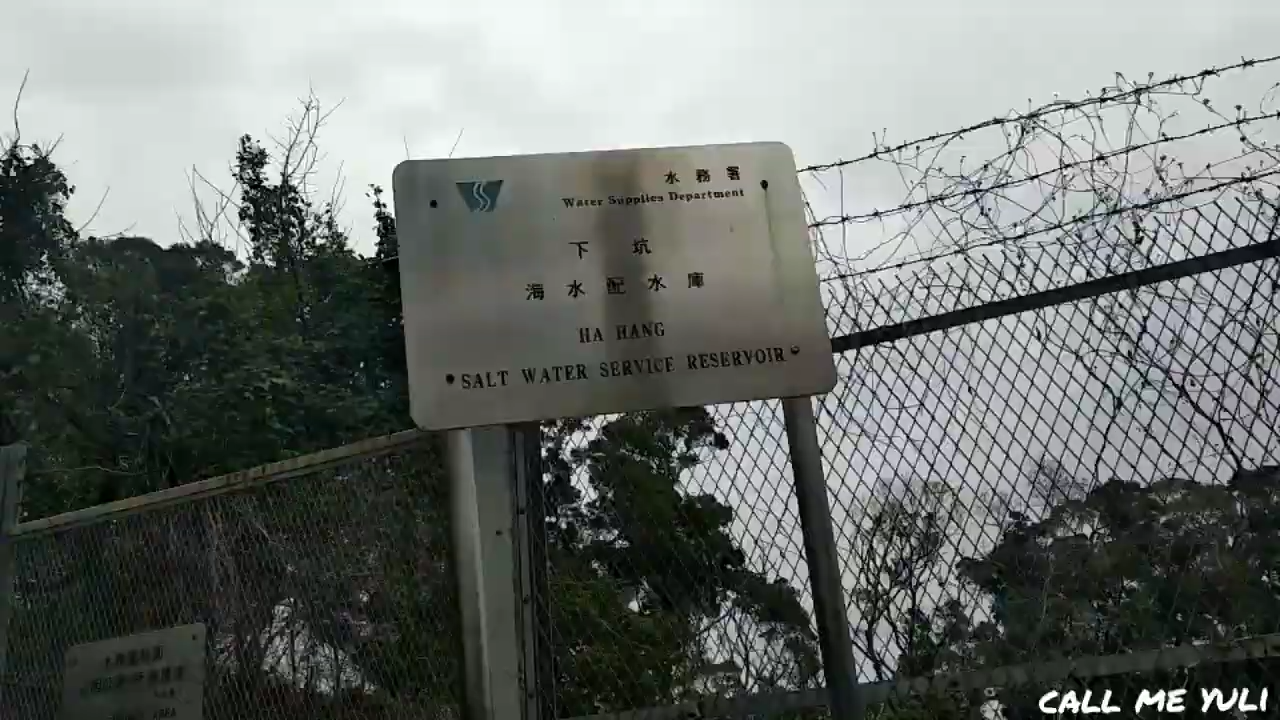 水務署
Water Supplies Department
下坑
海水配水庫
HA HANG
SALT WATER SERVICE RESERVOIR
AREA
CALL ME YULI